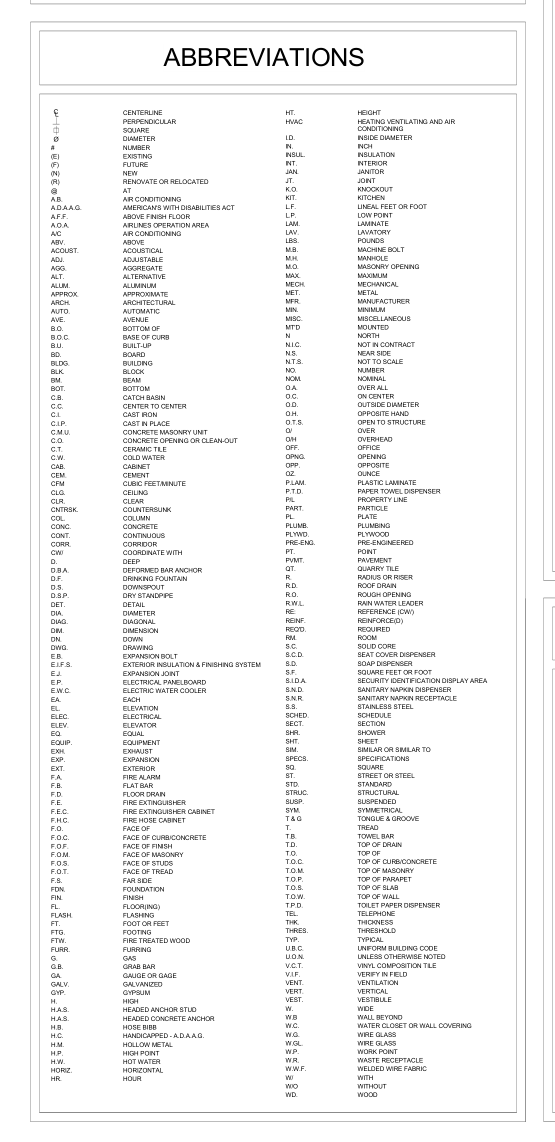 ABBREVIATIONS
℄ CENTERLINE
⊥ PERPENDICULAR
SQUARE
Ø DIAMETER
# NUMBER
(E) EXISTING
(F) FUTURE
(N) NEW
(R) RENOVATE OR RELOCATED
@ AT
A.B. AIR CONDITIONING
A.D.A.A.G. AMERICAN'S WITH DISABILITIES ACT
A.F.F. ABOVE FINISH FLOOR
A.O.A. AIRLINES OPERATION AREA
A/C AIR CONDITIONING
ABV. ABOVE
ACOUST. ACOUSTICAL
ADJ. ADJUSTABLE
AGG. AGGREGATE
ALT. ALTERNATIVE
ALUM. ALUMINUM
APPROX. APPROXIMATE
ARCH. ARCHITECTURAL
AUTO. AUTOMATIC
AVE. AVENUE
B.O. BOTTOM OF
B.O.C. BASE OF CURB
B.U. BUILT-UP
BD. BOARD
BLDG. BUILDING
BLK. BLOCK
BM. BEAM
BOT. BOTTOM
C.B. CATCH BASIN
C.C. CENTER TO CENTER
C.I. CAST IRON
C.I.P. CAST IN PLACE
C.M.U. CONCRETE MASONRY UNIT
C.O. CONCRETE OPENING OR CLEAN-OUT
C.T. CERAMIC TILE
C.W. COLD WATER
CAB. CABINET
CEM. CEMENT
CFM CUBIC FEET/MINUTE
CLG. CEILING
CLR. CLEAR
CNTRSK. COUNTERSUNK
COL. COLUMN
CONC. CONCRETE
CONT. CONTINUOUS
CORR. CORRIDOR
CW/ COORDINATE WITH
D. DEEP
D.B.A. DEFORMED BAR ANCHOR
D.F. DRINKING FOUNTAIN
D.S. DOWNSPOUT
D.S.P. DRY STANDPIPE
DET. DETAIL
DIA. DIAMETER
DIAG. DIAGONAL
DIM. DIMENSION
DN. DOWN
DWG. DRAWING
E.B. EXPANSION BOLT
E.I.F.S. EXTERIOR INSULATION & FINISHING SYSTEM
E.J. EXPANSION JOINT
E.P. ELECTRICAL PANELBOARD
E.W.C. ELECTRIC WATER COOLER
EA. EACH
EL. ELEVATION
ELEC. ELECTRICAL
ELEV. ELEVATOR
EQ. EQUAL
EQUIP. EQUIPMENT
EXH. EXHAUST
EXP. EXPANSION
EXT. EXTERIOR
F.A. FIRE ALARM
F.B. FLAT BAR
F.D. FLOOR DRAIN
F.E. FIRE EXTINGUISHER
F.E.C. FIRE EXTINGUISHER CABINET
F.H.C. FIRE HOSE CABINET
F.O. FACE OF
F.O.C. FACE OF CURB/CONCRETE
F.O.F. FACE OF FINISH
F.O.M. FACE OF MASONRY
F.O.S. FACE OF STUDS
F.O.T. FACE OF TREAD
F.S. FAR SIDE
FDN. FOUNDATION
FIN. FINISH
FL. FLOOR(ING)
FLASH. FLASHING
FT. FOOT OR FEET
FTG. FOOTING
FTW. FIRE TREATED WOOD
FURR. FURRING
G. GAS
G.B. GRAB BAR
GA. GAUGE OR GAGE
GALV. GALVANIZED
GYP. GYPSUM
H. HIGH
H.A.S. HEADED ANCHOR STUD
H.A.S. HEADED CONCRETE ANCHOR
H.B. HOSE BIBB
H.C. HANDICAPPED - A.D.A.A.G.
H.M. HOLLOW METAL
H.P. HIGH POINT
H.W. HOT WATER
HORIZ. HORIZONTAL
HR. HOUR
HT. HEIGHT
HVAC HEATING VENTILATING AND AIR
CONDITIONING
I.D. INSIDE DIAMETER
IN. INCH
INSUL. INSULATION
INT. INTERIOR
JAN. JANITOR
JT. JOINT
K.O. KNOCKOUT
KIT. KITCHEN
L.F. LINEAL FEET OR FOOT
L.P. LOW POINT
LAM. LAMINATE
LAV. LAVATORY
LBS. POUNDS
M.B. MACHINE BOLT
M.H. MANHOLE
M.O. MASONRY OPENING
MAX. MAXIMUM
MECH. MECHANICAL
MET. METAL
MFR. MANUFACTURER
MIN. MINIMUM
MISC. MISCELLANEOUS
MT'D MOUNTED
N NORTH
N.I.C. NOT IN CONTRACT
N.S. NEAR SIDE
N.T.S. NOT TO SCALE
NO. NUMBER
NOM. NOMINAL
O.A. OVER ALL
O.C. ON CENTER
O.D. OUTSIDE DIAMETER
O.H. OPPOSITE HAND
O.T.S. OPEN TO STRUCTURE
O/ OVER
O/H OVERHEAD
OFF. OFFICE
OPNG. OPENING
OPP. OPPOSITE
OZ. OUNCE
P.LAM. PLASTIC LAMINATE
P.T.D. PAPER TOWEL DISPENSER
P/L PROPERTY LINE
PART. PARTICLE
PL. PLATE
PLUMB. PLUMBING
PLYWD. PLYWOOD
PRE-ENG. PRE-ENGINEERED
PT. POINT
PVMT. PAVEMENT
QT. QUARRY TILE
R. RADIUS OR RISER
R.D. ROOF DRAIN
R.O. ROUGH OPENING
R.W.L. RAIN WATER LEADER
RE: REFERENCE (CW/)
REINF. REINFORCE(D)
REQ'D. REQUIRED
RM. ROOM
S.C. SOLID CORE
S.C.D. SEAT COVER DISPENSER
S.D. SOAP DISPENSER
S.F. SQUARE FEET OR FOOT
S.I.D.A. SECURITY IDENTIFICATION DISPLAY AREA
S.N.D. SANITARY NAPKIN DISPENSER
S.N.R. SANITARY NAPKIN RECEPTACLE
S.S. STAINLESS STEEL
SCHED. SCHEDULE
SECT. SECTION
SHR. SHOWER
SHT. SHEET
SIM. SIMILAR OR SIMILAR TO
SPECS. SPECIFICATIONS
SQ. SQUARE
ST. STREET OR STEEL
STD. STANDARD
STRUC. STRUCTURAL
SUSP. SUSPENDED
SYM. SYMMETRICAL
T & G TONGUE & GROOVE
T. TREAD
T.B. TOWEL BAR
T.D. TOP OF DRAIN
T.O. TOP OF
T.O.C. TOP OF CURB/CONCRETE
T.O.M. TOP OF MASONRY
T.O.P. TOP OF PARAPET
T.O.S. TOP OF SLAB
T.O.W. TOP OF WALL
T.P.D. TOILET PAPER DISPENSER
TEL. TELEPHONE
THK. THICKNESS
THRES. THRESHOLD
TYP. TYPICAL
U.B.C. UNIFORM BUILDING CODE
U.O.N. UNLESS OTHERWISE NOTED
V.C.T. VINYL COMPOSITION TILE
V.I.F. VERIFY IN FIELD
VENT. VENTILATION
VERT. VERTICAL
VEST. VESTIBULE
W. WIDE
W.B WALL BEYOND
W.C. WATER CLOSET OR WALL COVERING
W.G. WIRE GLASS
W.GL. WIRE GLASS
W.P. WORK POINT
W.R. WASTE RECEPTACLE
W.W.F. WELDED WIRE FABRIC
W/ WITH
W/O WITHOUT
WD. WOOD